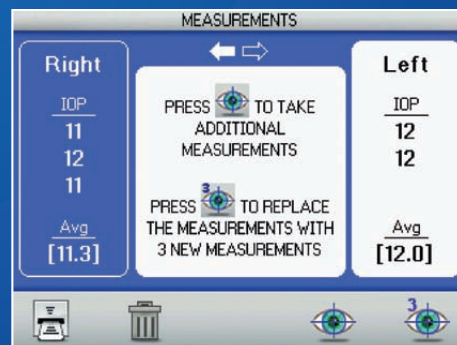 MEASUREMENTS
Right
IOP
11
12
11
Avg
[11.3]
PRESS TO TAKE
ADDITIONAL
MEASUREMENTS
PRESS 3 TO REPLACE
THE MEASUREMENTS WITH
3 NEW MEASUREMENTS
Left
IOP
12
12
Avg
[12.0]
3